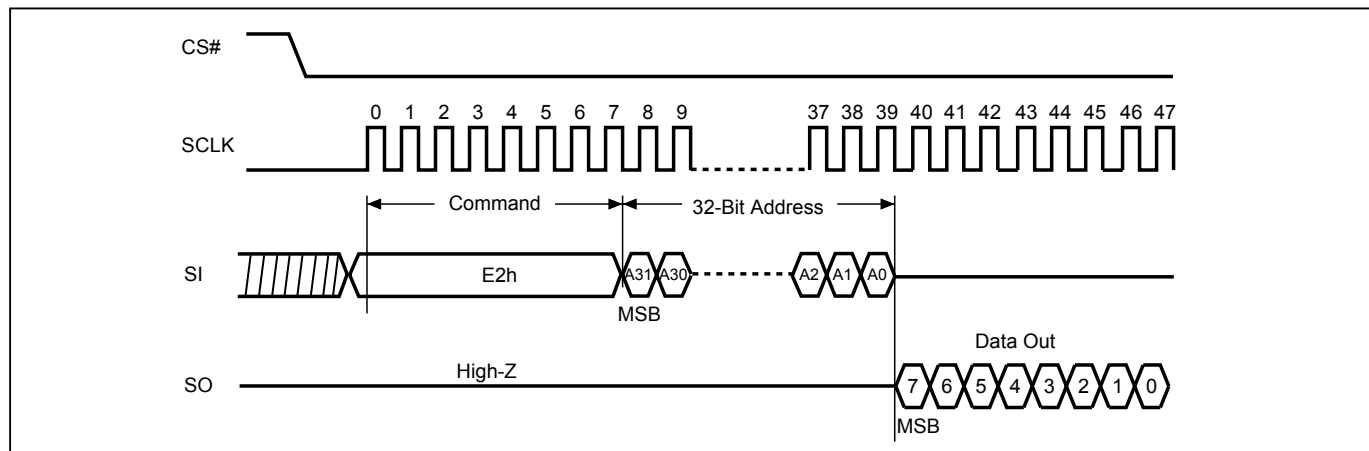 CS#
0 1 2 3 4 5 6 7 8 9 37 38 39 40 41 42 43 44 45 46 47
SCLK
Command 32-Bit Address
SI E2h A31 A30 A2 A1 A0
MSB
Data Out
High-Z
SO 7 6 5 4 3 2 1 0
MSB